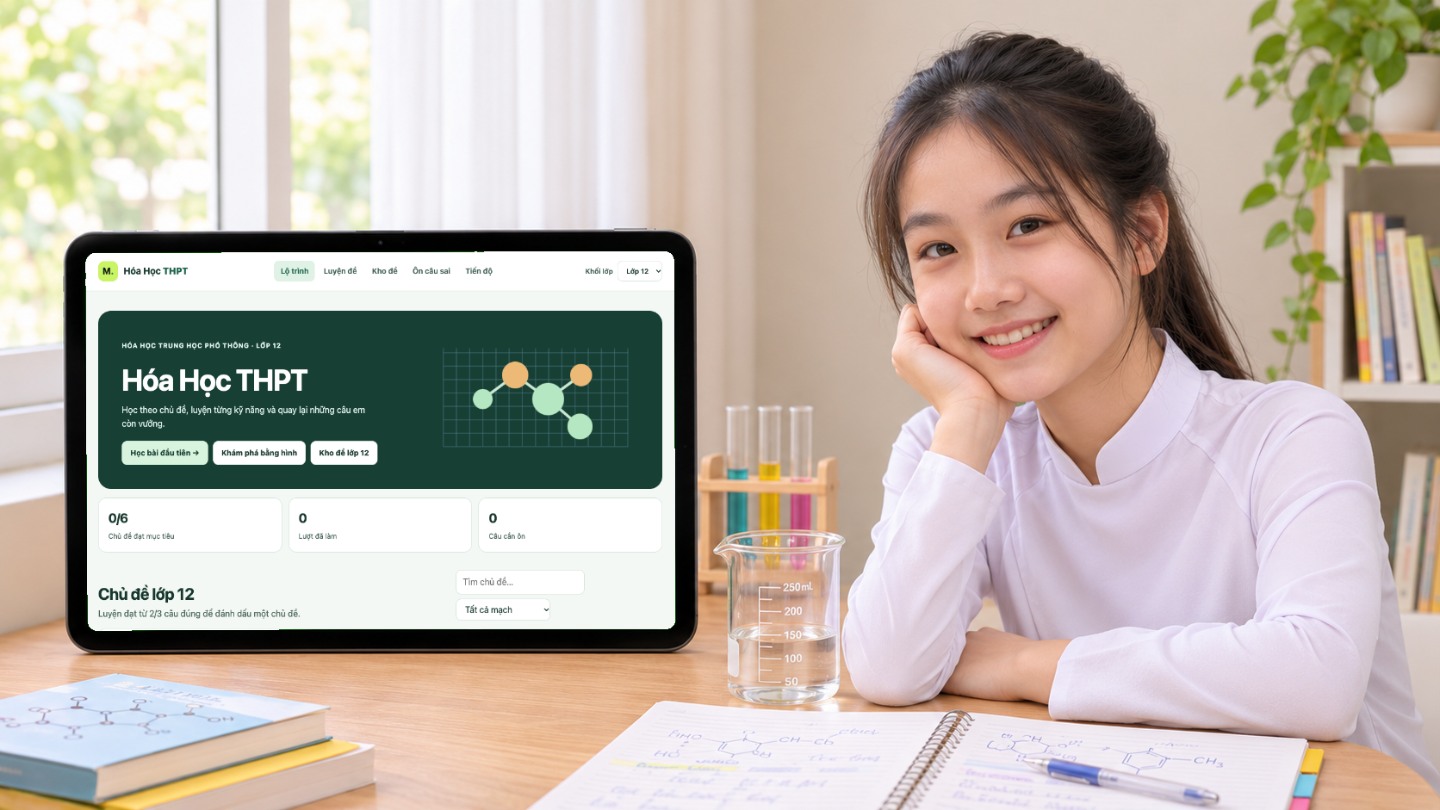 M. Hóa Học THPT Lộ trình Luyện đề Kho đề Ôn câu sai Tiến độ Khối lớp Lớp 12
HÓA HỌC TRUNG HỌC PHỔ THÔNG · LỚP 12
Hóa Học THPT
Học theo chủ đề, luyện từng kỹ năng và quay lại những câu em
còn vướng.
Học bài đầu tiên → Khám phá bằng hình Kho đề lớp 12
0/6 0 0
Chủ đề đạt mục tiêu Lượt đã làm Câu cần ôn
Tìm chủ đề...
Chủ đề lớp 12
Tất cả mạch
Luyện đạt từ 2/3 câu đúng để đánh dấu một chủ đề.
250 mL
200
150
100
50
CH CH₃